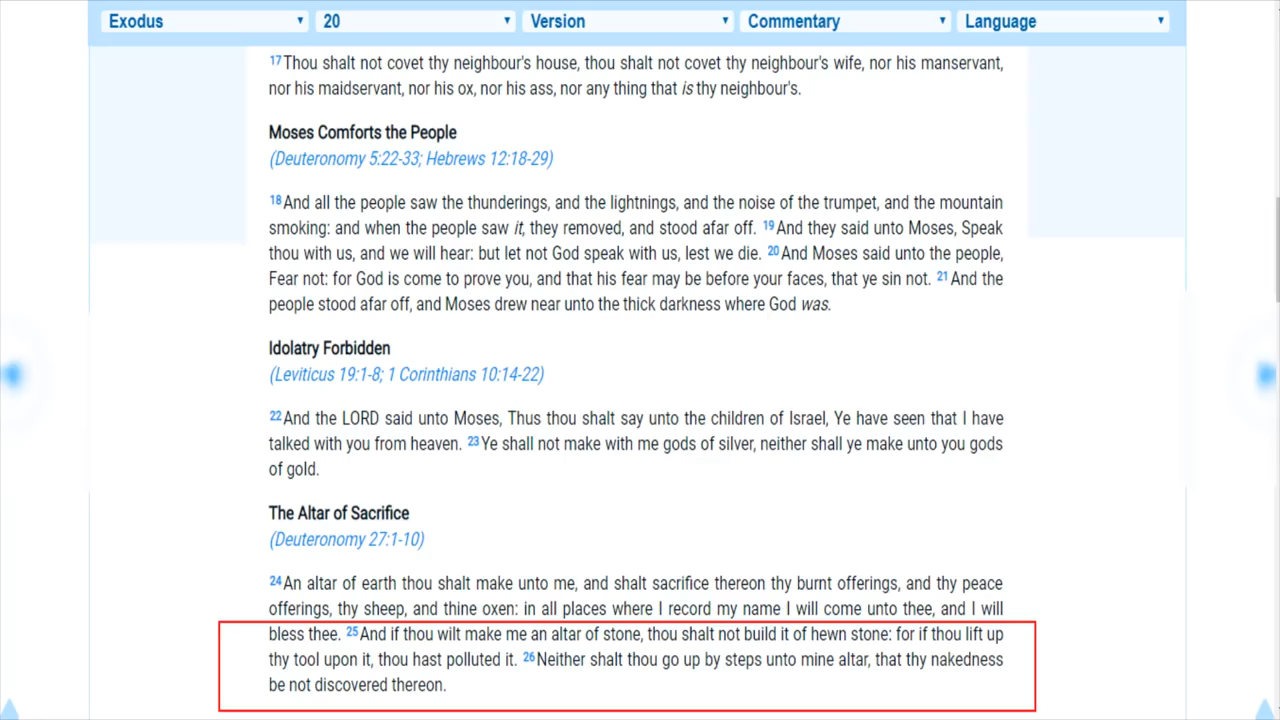 Exodus 20 Version Commentary Language
17Thou shalt not covet thy neighbour's house, thou shalt not covet thy neighbour's wife, nor his manservant,
nor his maidservant, nor his ox, nor his ass, nor any thing that is thy neighbour's.
Moses Comforts the People
(Deuteronomy 5:22-33; Hebrews 12:18-29)
18And all the people saw the thunderings, and the lightnings, and the noise of the trumpet, and the mountain
smoking: and when the people saw it, they removed, and stood afar off. 19And they said unto Moses, Speak
thou with us, and we will hear: but let not God speak with us, lest we die. 20And Moses said unto the people,
Fear not: for God is come to prove you, and that his fear may be before your faces, that ye sin not. 21And the
people stood afar off, and Moses drew near unto the thick darkness where God was.
Idolatry Forbidden
(Leviticus 19:1-8; 1 Corinthians 10:14-22)
22And the LORD said unto Moses, Thus thou shalt say unto the children of Israel, Ye have seen that I have
talked with you from heaven. 23Ye shall not make with me gods of silver, neither shall ye make unto you gods
of gold.
The Altar of Sacrifice
(Deuteronomy 27:1-10)
24An altar of earth thou shalt make unto me, and shalt sacrifice thereon thy burnt offerings, and thy peace
offerings, thy sheep, and thine oxen: in all places where I record my name I will come unto thee, and I will
bless thee. 25And if thou wilt make me an altar of stone, thou shalt not build it of hewn stone: for if thou lift up
thy tool upon it, thou hast polluted it. 26Neither shalt thou go up by steps unto mine altar, that thy nakedness
be not discovered thereon.